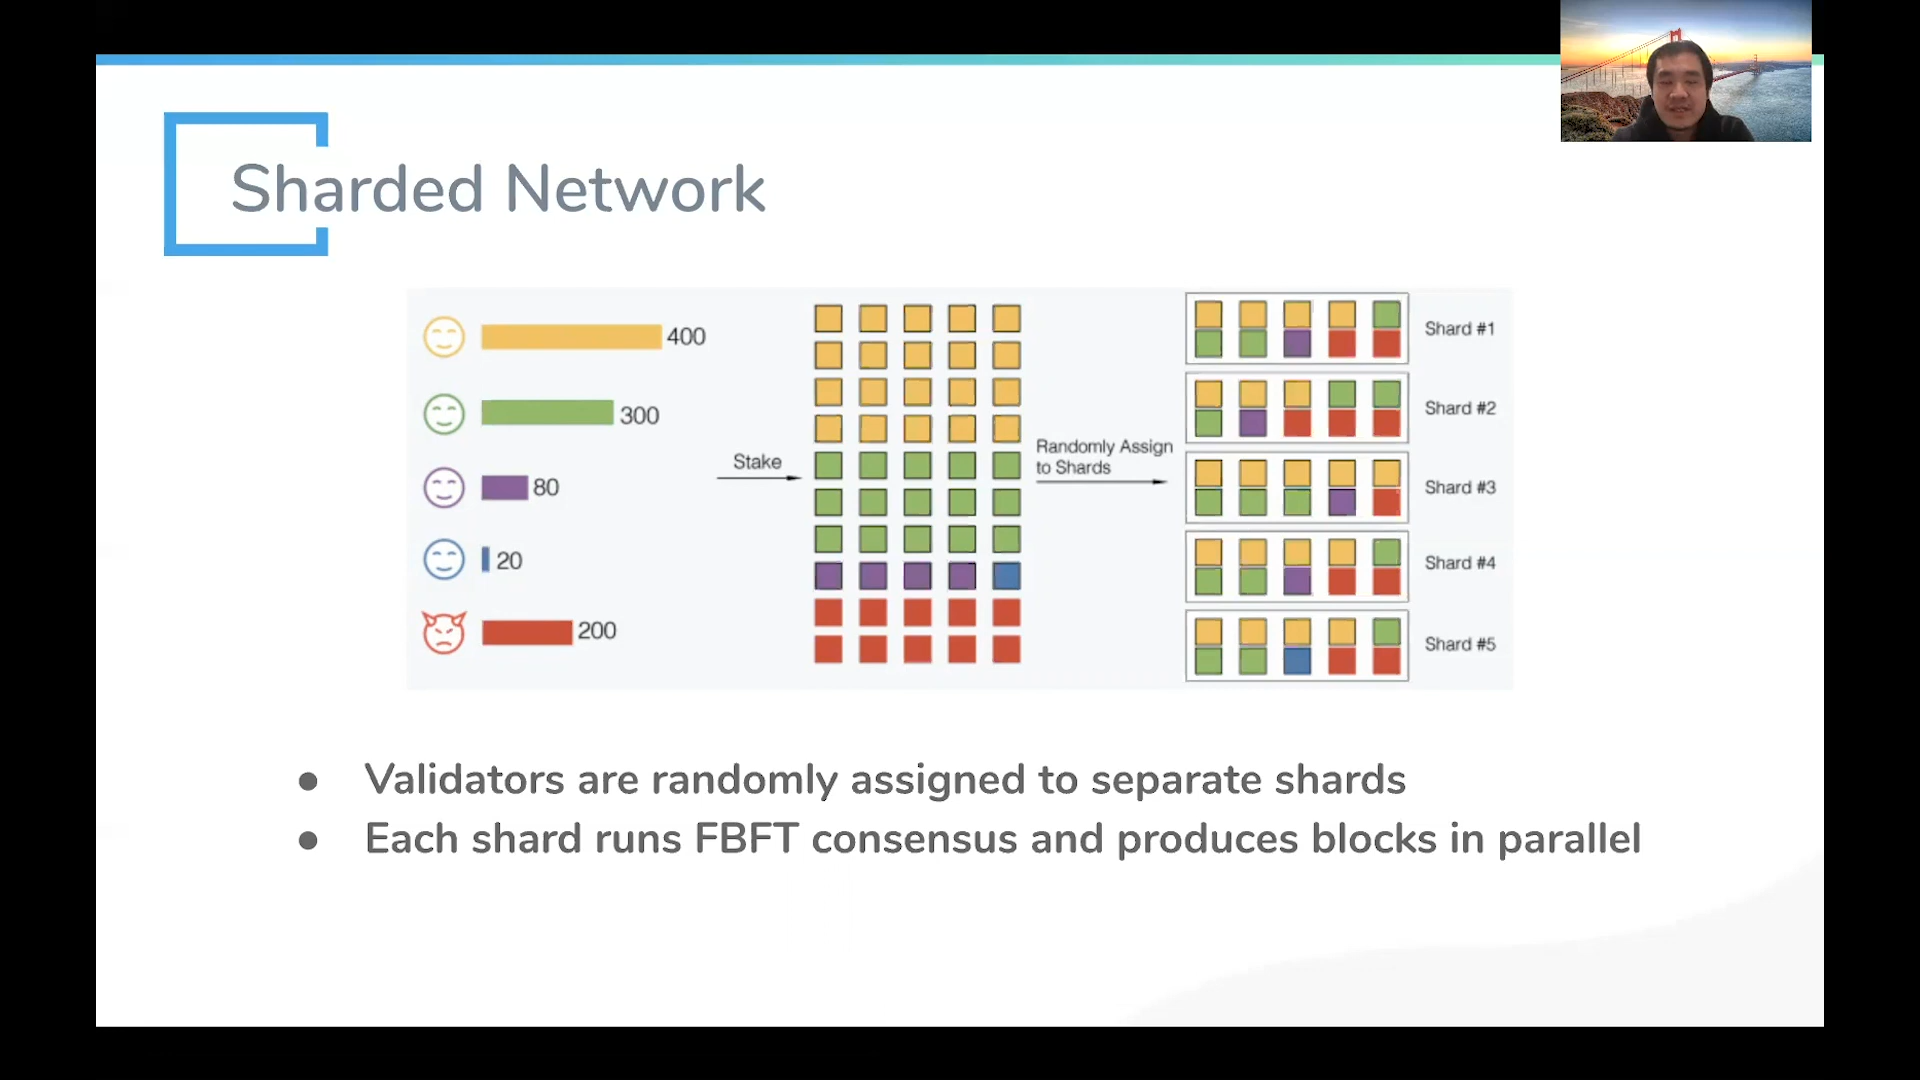 Sharded Network
400
300
80
20
200
Stake
Randomly Assign
to Shards
Shard #1
Shard #2
Shard #3
Shard #4
Shard #5
● Validators are randomly assigned to separate shards
● Each shard runs FBFT consensus and produces blocks in parallel